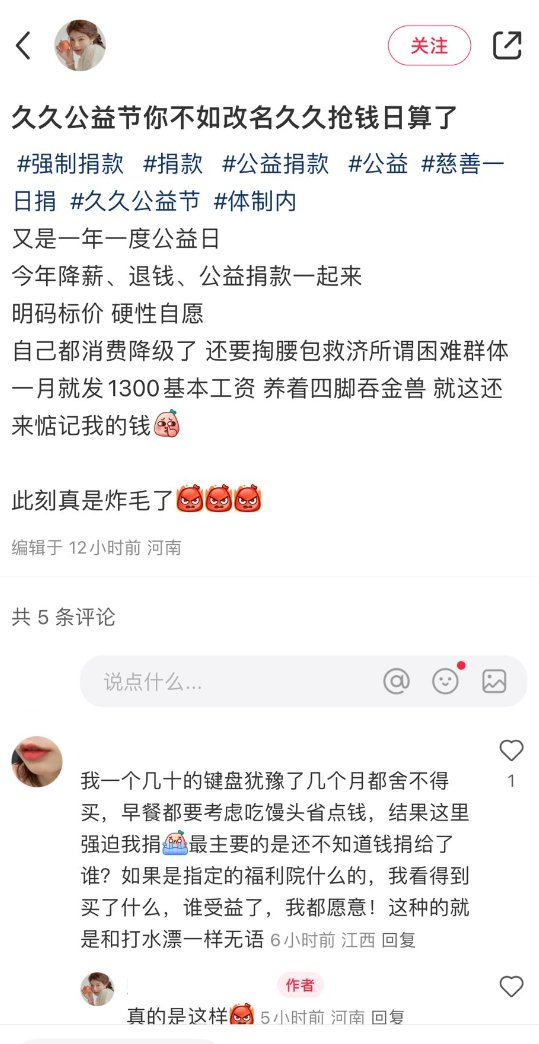 关注
久久公益节你不如改名久久抢钱日算了
#强制捐款 #捐款 #公益捐款 #公益 #慈善一
日捐 #久久公益节 #体制内
又是一年一度公益日
今年降薪、退钱、公益捐款一起来
明码标价 硬性自愿
自己都消费降级了 还要掏腰包救济所谓困难群体
一月就发1300基本工资 养着四脚吞金兽 就这还
来惦记我的钱
此刻真是炸毛了
编辑于 12小时前 河南
共 5 条评论
说点什么...
我一个几十的键盘犹豫了几个月都舍不得
1
买，早餐都要考虑吃馒头省点钱，结果这里
强迫我捐最主要的是还不知道钱捐给了
谁？如果是指定的福利院什么的，我看得到
买了什么，谁受益了，我都愿意！这种的就
是和打水漂一样无语 6小时前 江西 回复
作者
真的是这样 5小时前 河南 回复